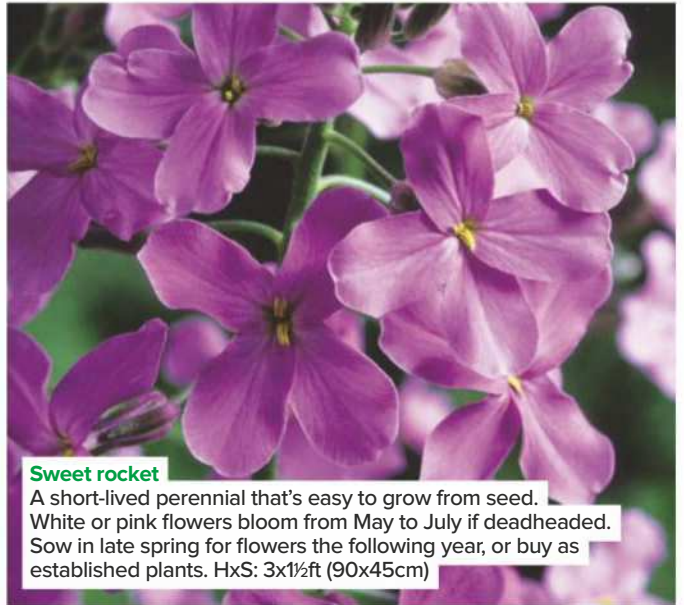 Sweet rocket
A short-lived perennial that's easy to grow from seed.
White or pink flowers bloom from May to July if deadheaded.
Sow in late spring for flowers the following year, or buy as
established plants. HxS: 3x1½ft (90x45cm)